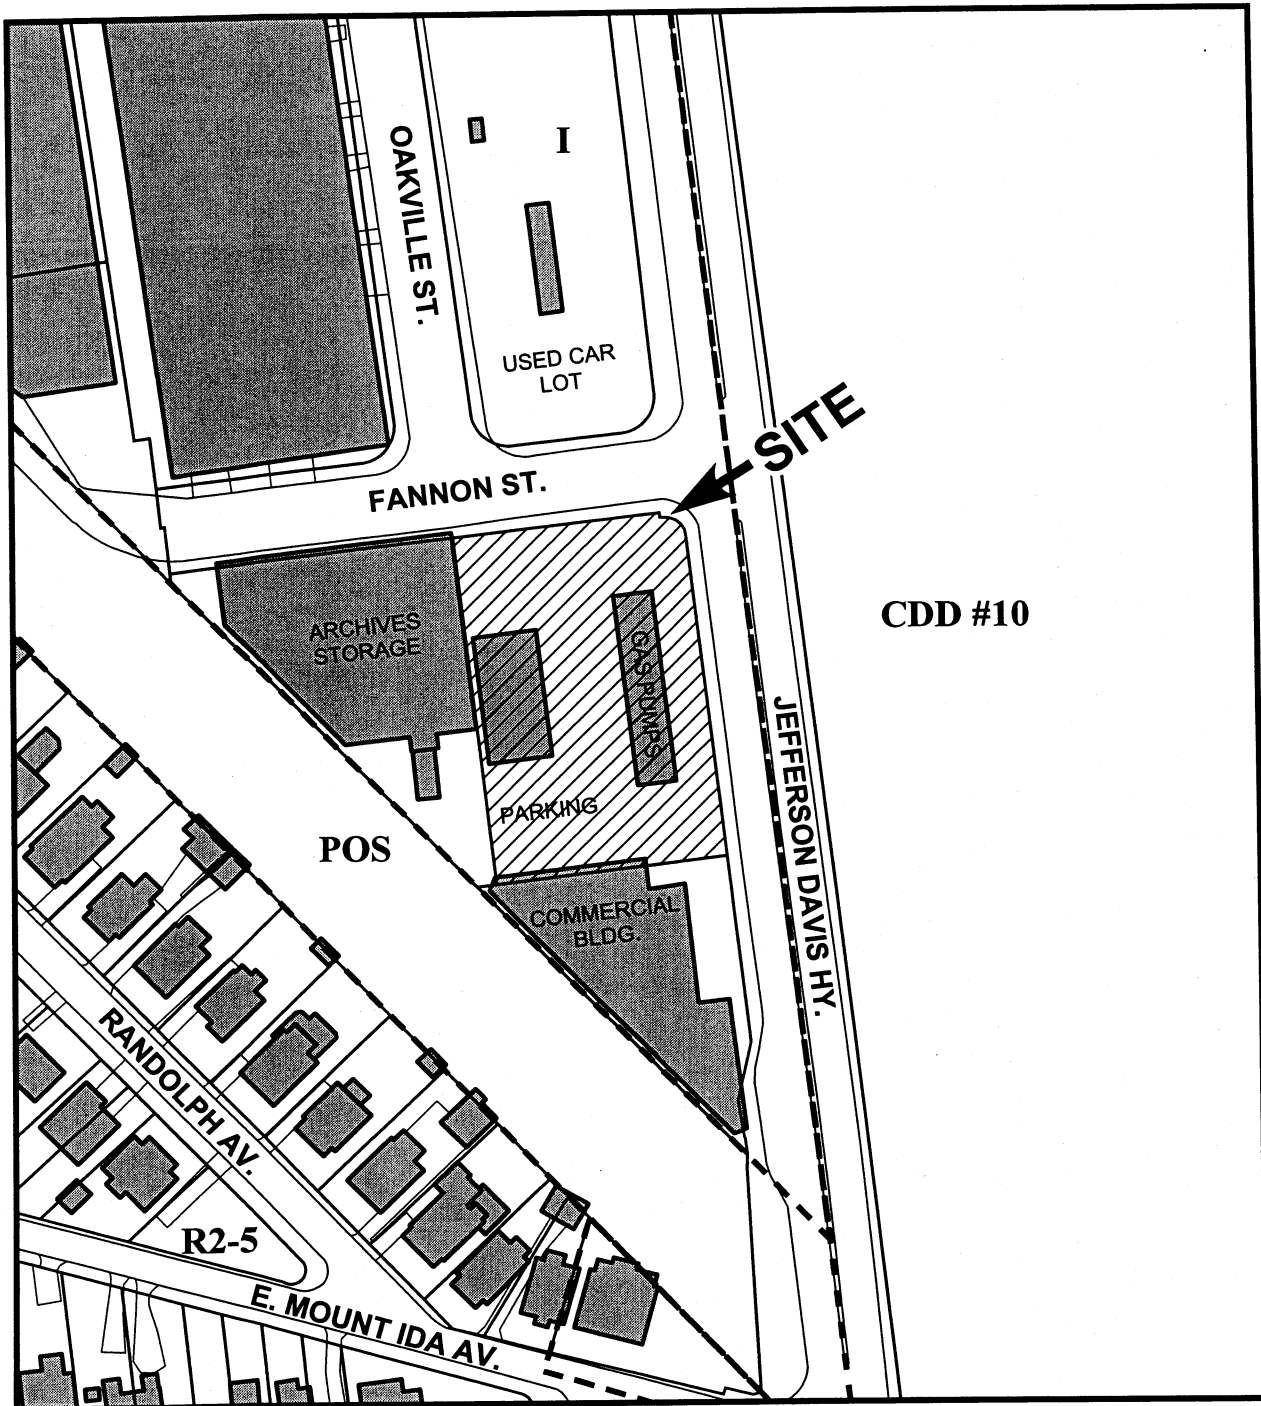 I
OAKVILLE ST.
USED CAR
LOT
SITE
FANNON ST.
CDD #10
ARCHIVES
STORAGE
GAS PUMPS
JEFFERSON DAVIS HY.
PARKING
POS
COMMERCIAL
BLDG.
RANDOLPH AV.
R2-5
E. MOUNT IDA AV.